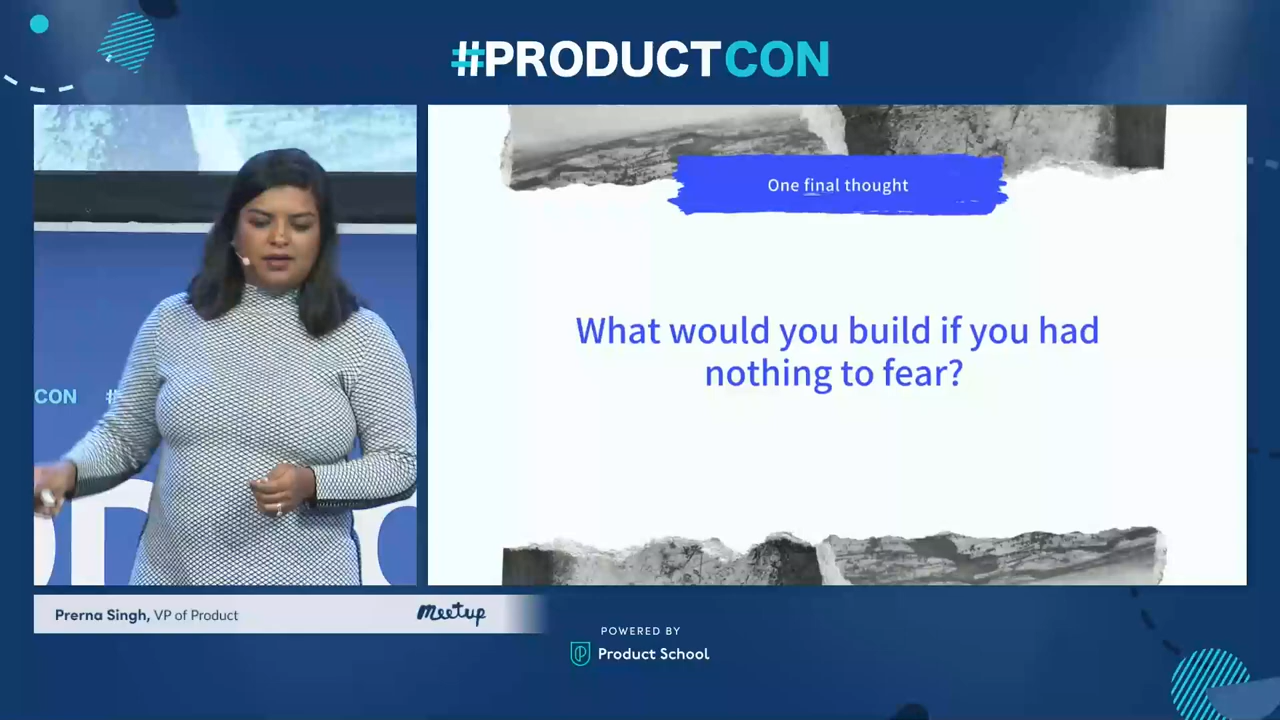 #PRODUCTCON
One final thought
What would you build if you had
nothing to fear?
CON #
Prerna Singh, VP of Product
meetup
POWERED BY
Product School